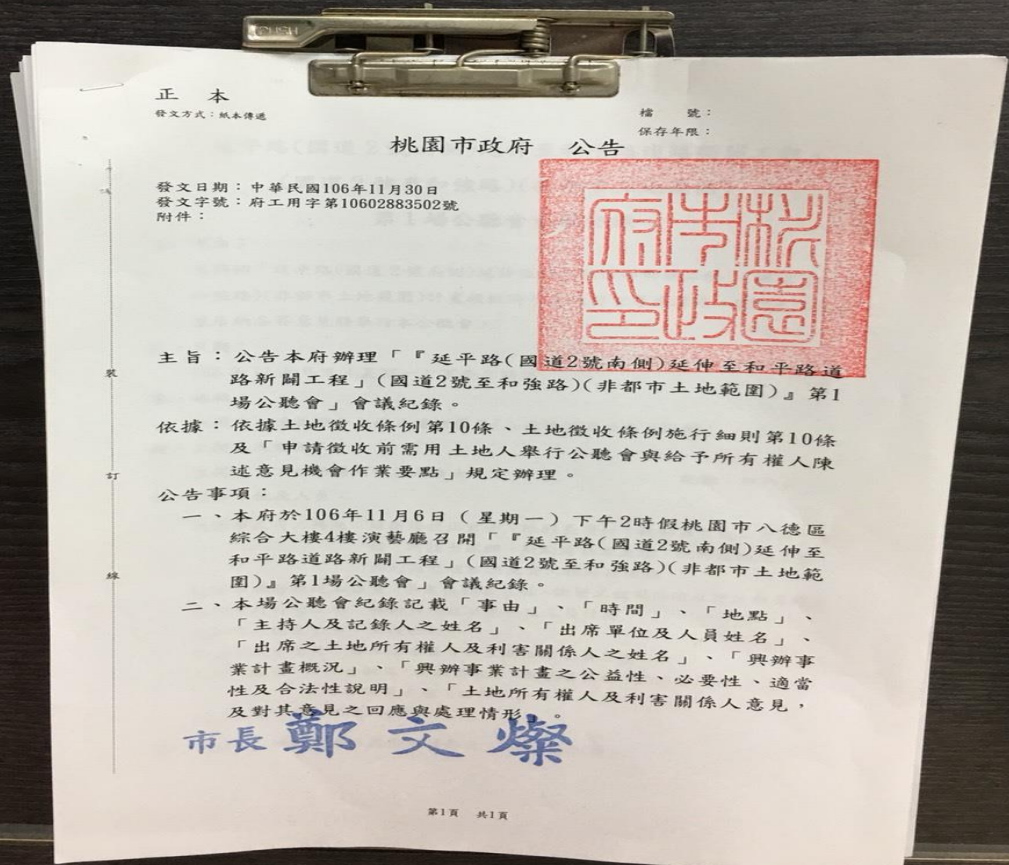 正 本
發文方式：紙本傳遞
檔 號：
保存年限：
桃園市政府 公告
發文日期：中華民國106年11月30日
發文字號：府工用字第10602883502號
附件：
桃園市政府印
主旨：公告本府辦理「『延平路(國道2號南側)延伸至和平路道
路新闢工程」(國道2號至和強路)(非都市土地範圍)』第1
場公聽會」會議紀錄。
依據：依據土地徵收條例第10條、土地徵收條例施行細則第10條
及「申請徵收前需用土地人舉行公聽會與給予所有權人陳
述意見機會作業要點」規定辦理。
公告事項：
一、本府於106年11月6日（星期一）下午2時假桃園市八德區
綜合大樓4樓演藝廳召開「『延平路(國道2號南側)延伸至
和平路道路新闢工程」(國道2號至和強路)(非都市土地範
圍)』第1場公聽會」會議紀錄。
二、本場公聽會紀錄記載「事由」、「時間」、「地點」、
「主持人及記錄人之姓名」、「出席單位及人員姓名」、
「出席之土地所有權人及利害關係人之姓名」、「興辦事
業計畫概況」、「興辦事業計畫之公益性、必要性、適當
性及合法性說明」、「土地所有權人及利害關係人意見，
及對其意見之回應與處理情形」。
市長 鄭文燦
裝
訂
線
第1頁 共1頁